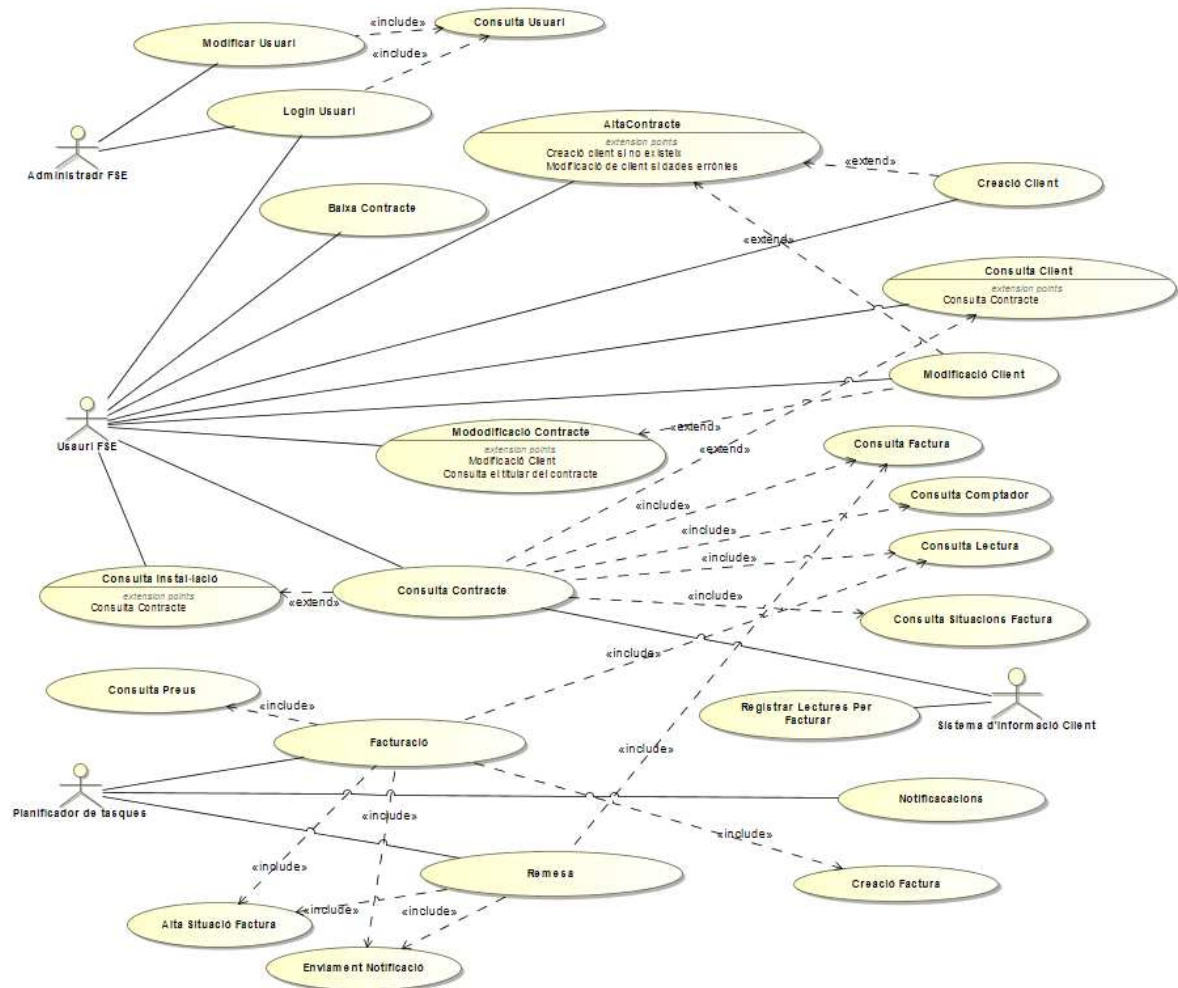 «include»
Consulta Usuari
Modificar Usuari
«include»
Login Usuari
AltaContracte
extension points
Creació client si no existeix
Modificació de client si dades errònies
«extend»
Administradr FSE
Creació Client
Baixa Contracte
«extend»
Consulta Client
extension points
Consulta Contracte
Modificació Client
Usauri FSE
Mododificació Contracte
extension points
Modificació Client
Consulta el titular del contracte
«extend»
«extend»
Consulta Factura
Consulta Comptador
«include»
«include»
Consulta Lectura
«include»
Consulta Instal·lació
extension points
Consulta Contracte
«extend»
Consulta Contracte
«include»
Consulta Situacions Factura
«include»
Consulta Preus
«include»
Registrar Lectures Per
Facturar
Sistema d'Informació Client
Facturació
«include»
Planificador de tasques
Notificacacions
«include»
«include»
«include»
Remesa
Creació Factura
«include»
«include»
Alta Situació Factura
Enviament Notificació